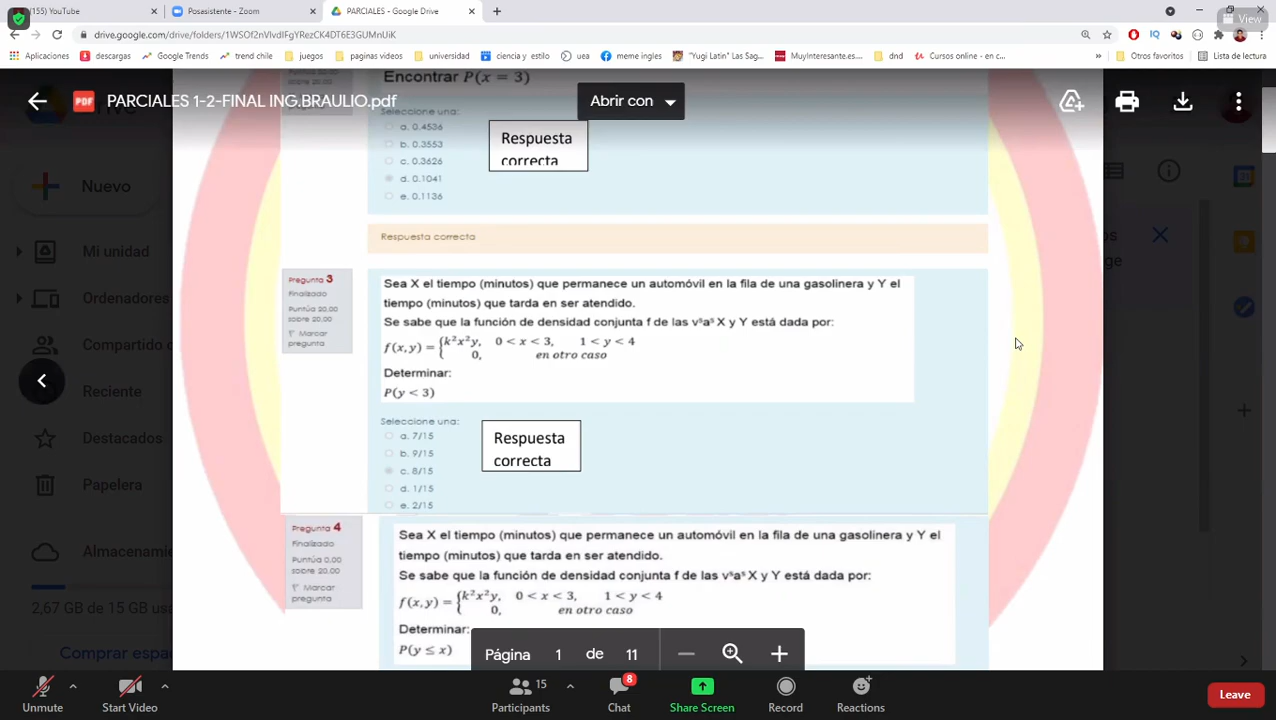 (155) YouTube
Posasistente - Zoom
PARCIALES - Google Drive
View
drive.google.com/drive/folders/1WSOf2nVlvdIFgYRezCK4DT6E3GUMnUiK
Aplicaciones
descargas
Google Trends
trend chile
juegos
paginas videos
universidad
ciencia y estilo
uea
meme ingles
"Yugi Latin" Las Sag...
MuyInteresante.es...
dnd
Cursos online - en c...
Otros favoritos
Lista de lectura
Encontrar P(x = 3)
PDF
PARCIALES 1-2-FINAL ING.BRAULIO.pdf
Abrir con
Seleccione una:
a. 0.4536
b. 0.3553
c. 0.3626
d. 0.1041
e. 0.1136
Respuesta
correcta
Respuesta correcta
Nuevo
Mi unidad
Ordenadores
Compartido c
Reciente
Destacados
Papelera
Almacenamie
2,67 GB de 15 GB
Comprar espa
Pregunta 3
Finalizado
Puntúa 20,00
sobre 20,00
Marcar
pregunta
Sea X el tiempo (minutos) que permanece un automóvil en la fila de una gasolinera y Y el
tiempo (minutos) que tarda en ser atendido.
Se sabe que la función de densidad conjunta f de las vˢaˢ X y Y está dada por:
f(x,y) = {k²x²y, 0 < x < 3, 1 < y < 4
0, en otro caso
Determinar:
P(y < 3)
Seleccione una:
a. 7/15
b. 9/15
c. 8/15
d. 1/15
e. 2/15
Respuesta
correcta
Pregunta 4
Finalizado
Puntúa 0,00
sobre 20,00
Marcar
pregunta
Sea X el tiempo (minutos) que permanece un automóvil en la fila de una gasolinera y Y el
tiempo (minutos) que tarda en ser atendido.
Se sabe que la función de densidad conjunta f de las vˢaˢ X y Y está dada por:
f(x,y) = {k²x²y, 0 < x < 3, 1 < y < 4
0, en otro caso
Determinar:
P(y ≤ x)
Página 1 de 11
Unmute
Start Video
15
Participants
8
Chat
Share Screen
Record
Reactions
Leave